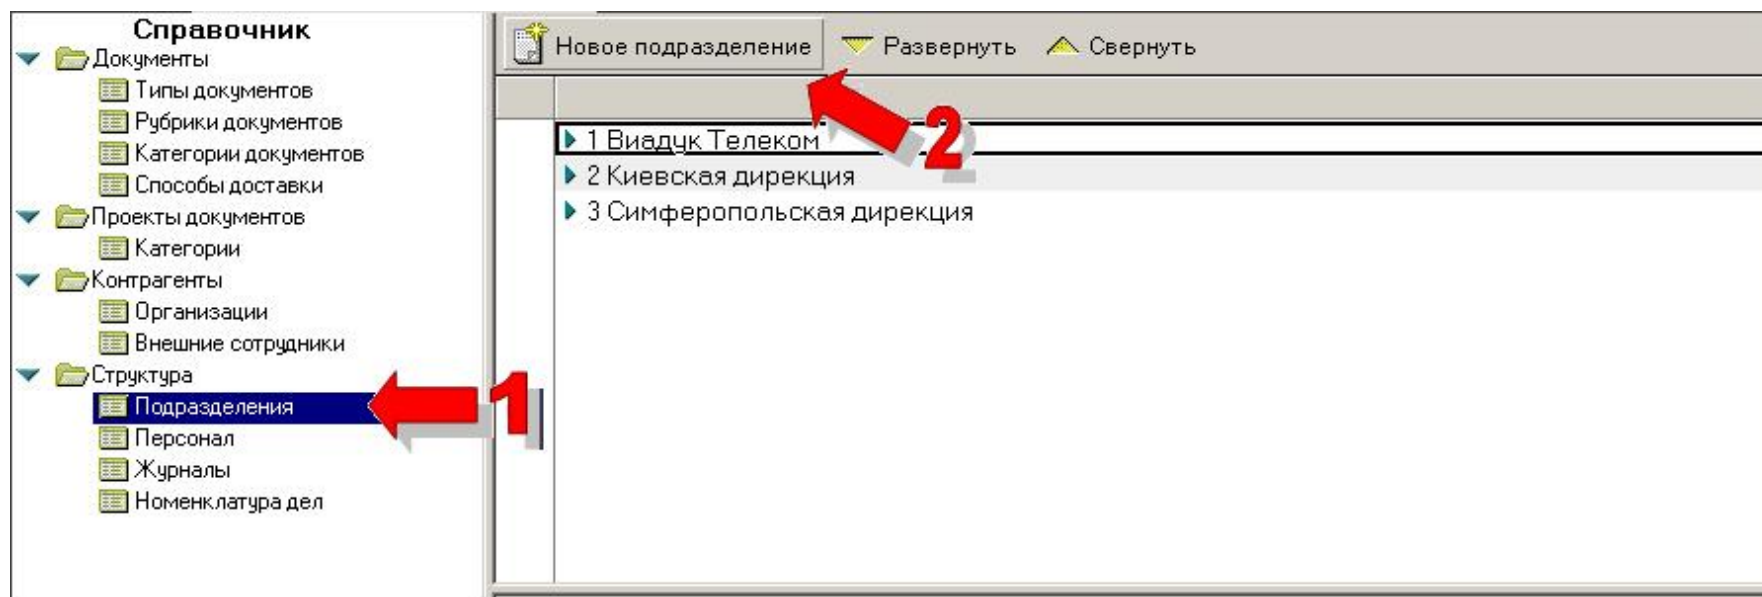 Справочник
Документы
Типы документов
Рубрики документов
Категории документов
Способы доставки
Проекты документов
Категории
Контрагенты
Организации
Внешние сотрудники
Структура
Подразделения
Персонал
Журналы
Номенклатура дел
1
Новое подразделение Развернуть Свернуть
2
1 Виадук Телеком
2 Киевская дирекция
3 Симферопольская дирекция